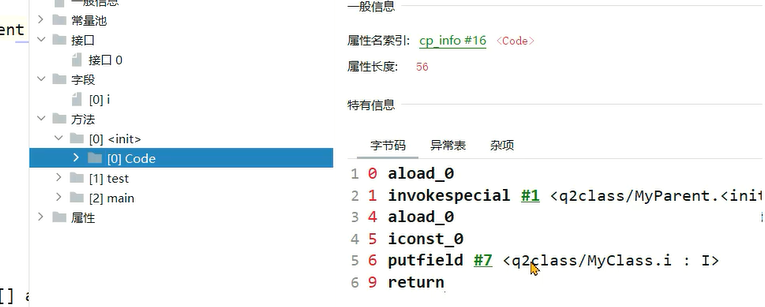 一般信息
常量池
接口
接口 0
字段
[0] i
方法
[0] <init>
[0] Code
[1] test
[2] main
属性
ent
[] a
一般信息
属性名索引: cp_info #16 <Code>
属性长度: 56
特有信息
字节码 异常表 杂项
1 0 aload_0
2 1 invokespecial #1 <q2class/MyParent.<init
3 4 aload_0
4 5 iconst_0
5 6 putfield #7 <q2class/MyClass.i : I>
6 9 return